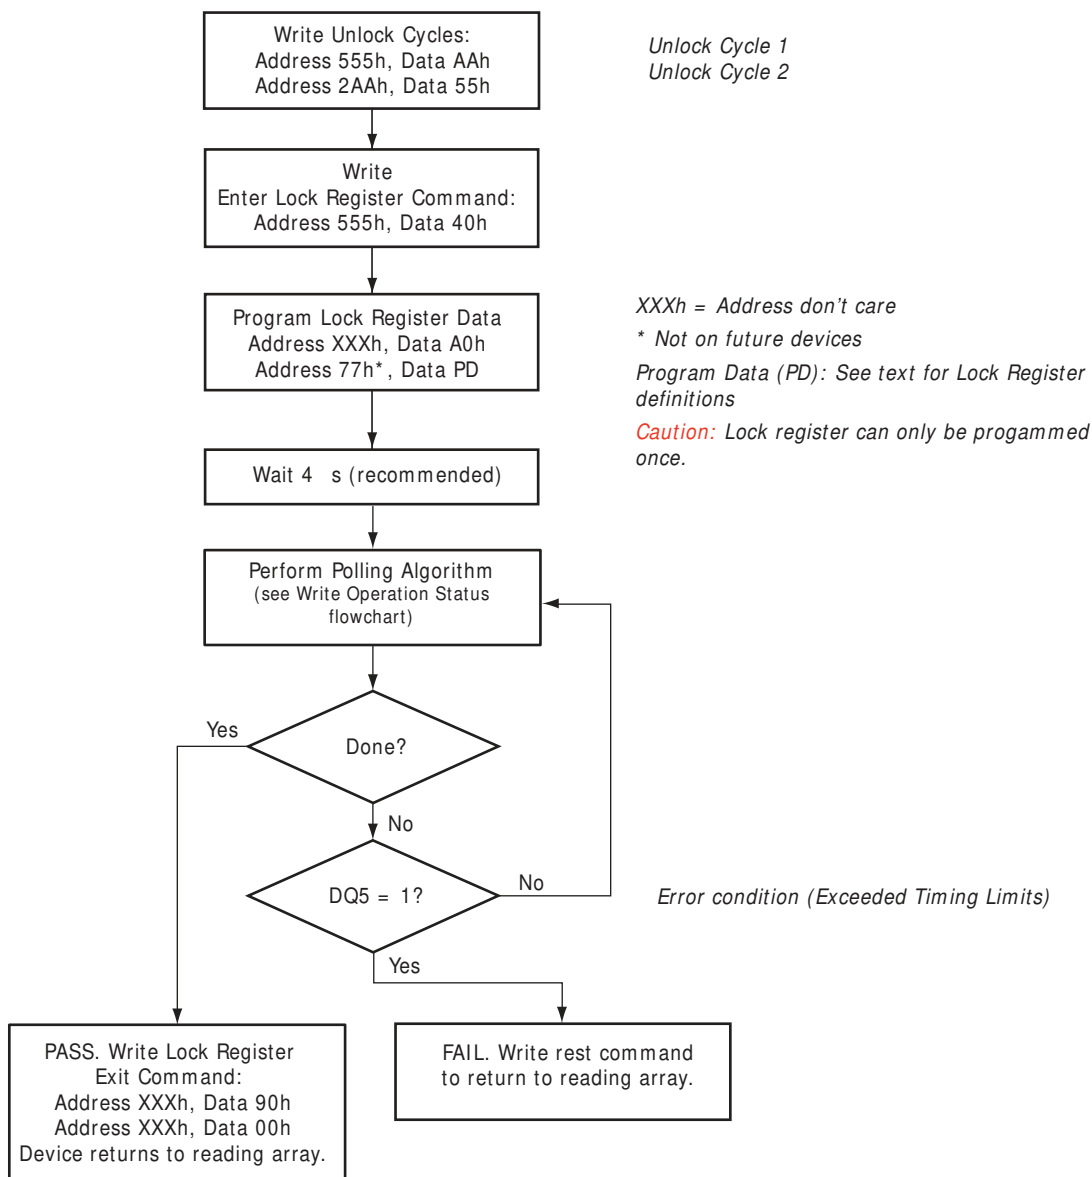 Write Unlock Cycles:
Address 555h, Data AAh
Address 2AAh, Data 55h
Unlock Cycle 1
Unlock Cycle 2
Write
Enter Lock Register Command:
Address 555h, Data 40h
Program Lock Register Data
Address XXXh, Data A0h
Address 77h*, Data PD
XXXh = Address don't care
* Not on future devices
Program Data (PD): See text for Lock Register
definitions
Caution: Lock register can only be progammed
once.
Wait 4 s (recommended)
Perform Polling Algorithm
(see Write Operation Status
flowchart)
Yes
Done?
No
DQ5 = 1?
No
Error condition (Exceeded Timing Limits)
Yes
PASS. Write Lock Register
Exit Command:
Address XXXh, Data 90h
Address XXXh, Data 00h
Device returns to reading array.
FAIL. Write rest command
to return to reading array.